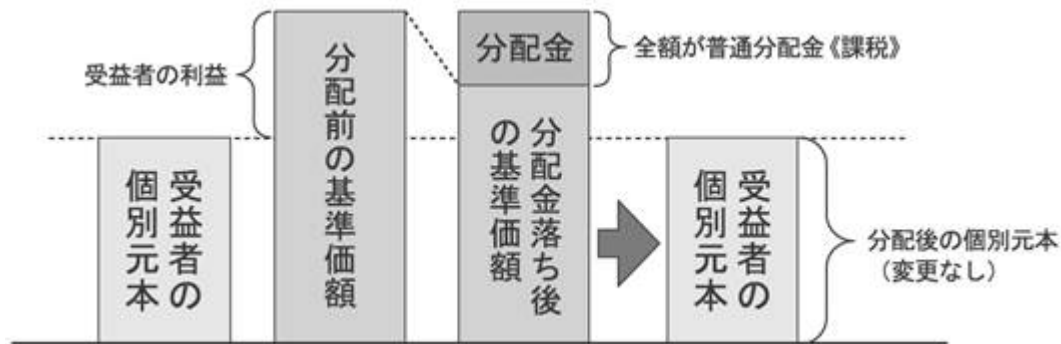 受益者の利益
受益者の
個別元本
分配前の基準価額
分配金
全額が普通分配金《課税》
分配金落ち後
の基準価額
受益者の
個別元本
分配後の個別元本
（変更なし）